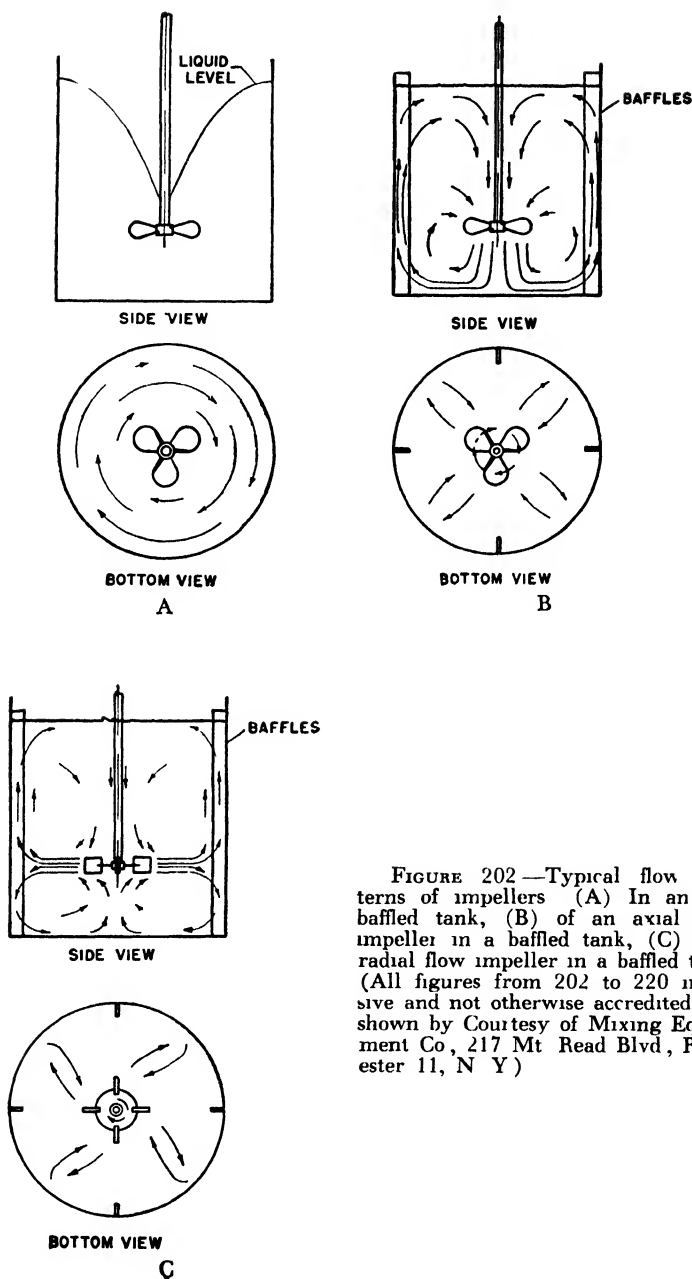 LIQUID
LEVEL
SIDE VIEW
BOTTOM VIEW
A
BAFFLES
SIDE VIEW
BOTTOM VIEW
B
BAFFLES
SIDE VIEW
BOTTOM VIEW
C
FIGURE 202—Typical flow
terns of impellers (A) In an
baffled tank, (B) of an axial
impeller in a baffled tank, (C)
radial flow impeller in a baffled t
(All figures from 202 to 220 in
sive and not otherwise accredited
shown by Courtesy of Mixing Eq
ment Co, 217 Mt Read Blvd, R
ester 11, N Y)